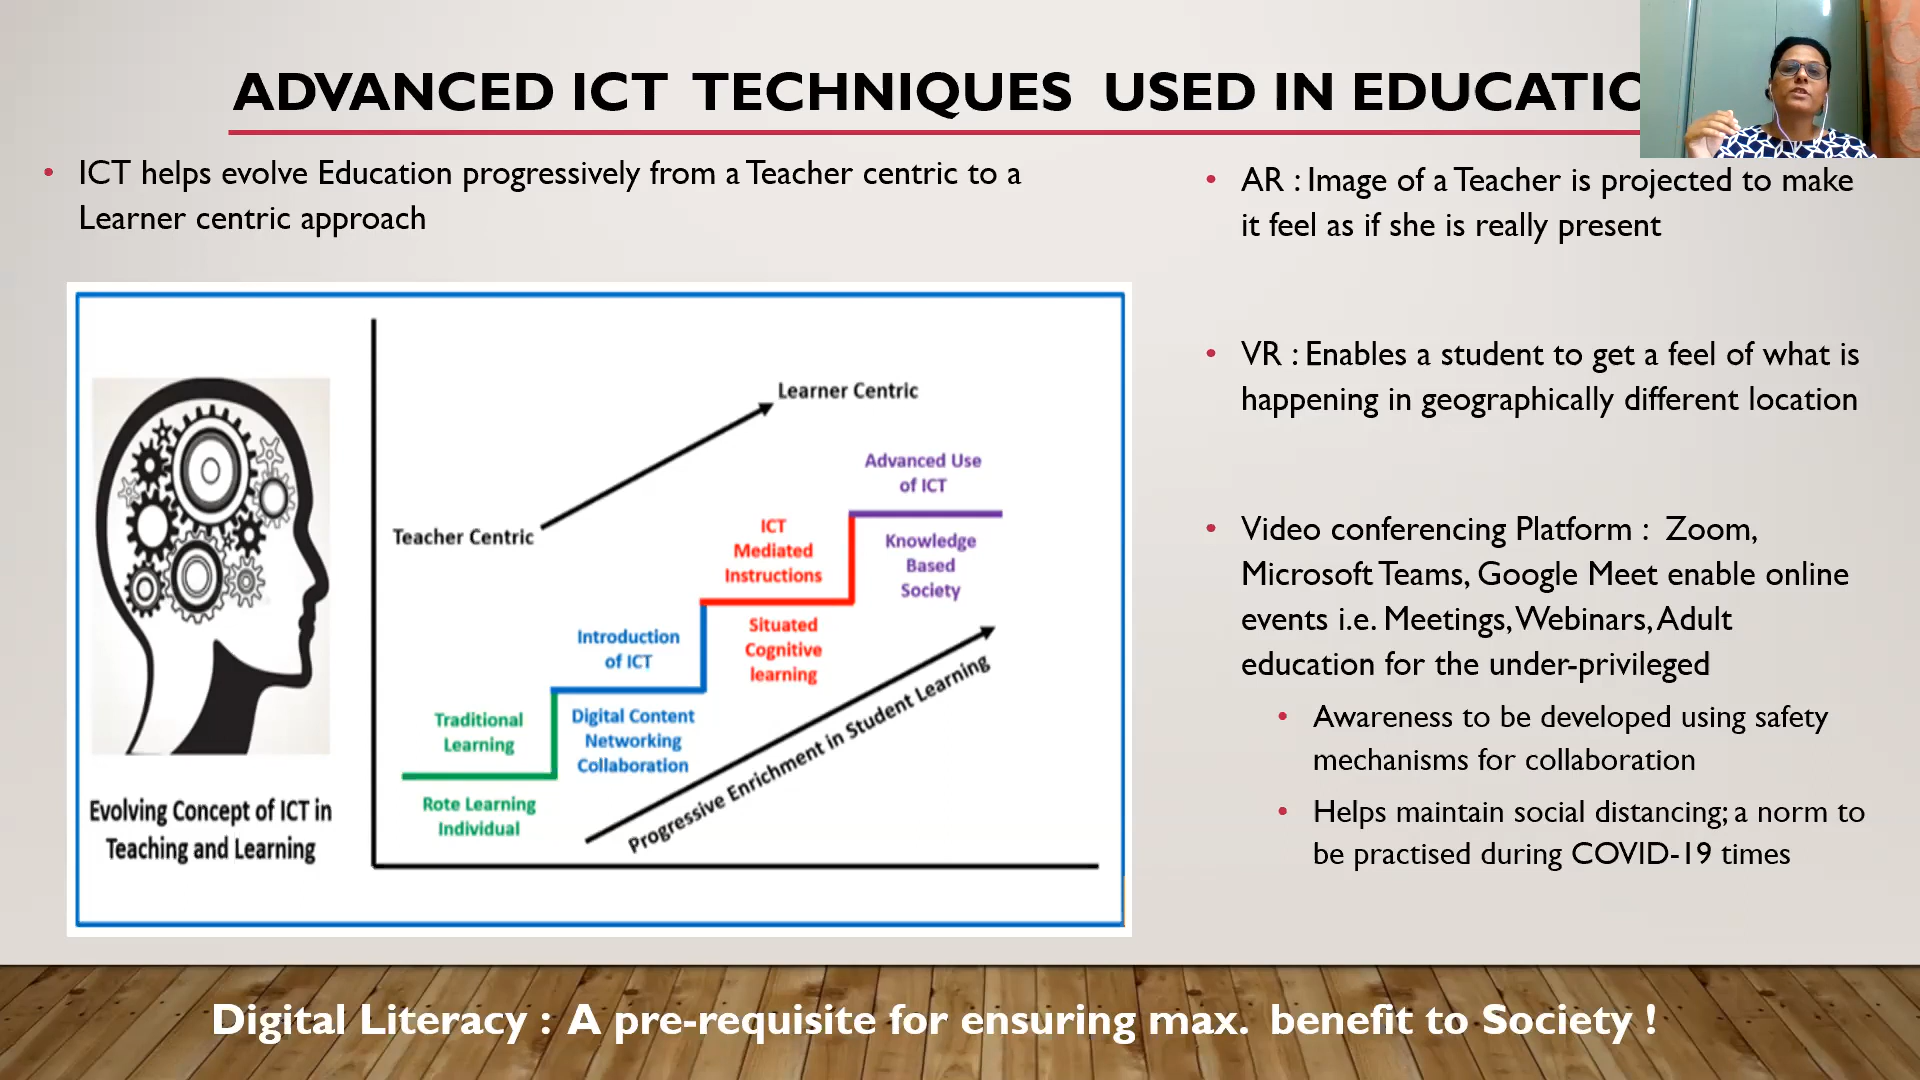 ADVANCED ICT TECHNIQUES USED IN EDUCATIO
• ICT helps evolve Education progressively from a Teacher centric to a
Learner centric approach
Learner Centric
Teacher Centric
Advanced Use
of ICT
Knowledge
Based
Society
ICT
Mediated
Instructions
Situated
Cognitive
learning
Introduction
of ICT
Digital Content
Networking
Collaboration
Traditional
Learning
Rote Learning
Individual
Progressive Enrichment in Student Learning
Evolving Concept of ICT in
Teaching and Learning
• AR : Image of a Teacher is projected to make
it feel as if she is really present
• VR : Enables a student to get a feel of what is
happening in geographically different location
• Video conferencing Platform : Zoom,
Microsoft Teams, Google Meet enable online
events i.e. Meetings, Webinars, Adult
education for the under-privileged
• Awareness to be developed using safety
mechanisms for collaboration
• Helps maintain social distancing; a norm to
be practised during COVID-19 times
Digital Literacy : A pre-requisite for ensuring max. benefit to Society !